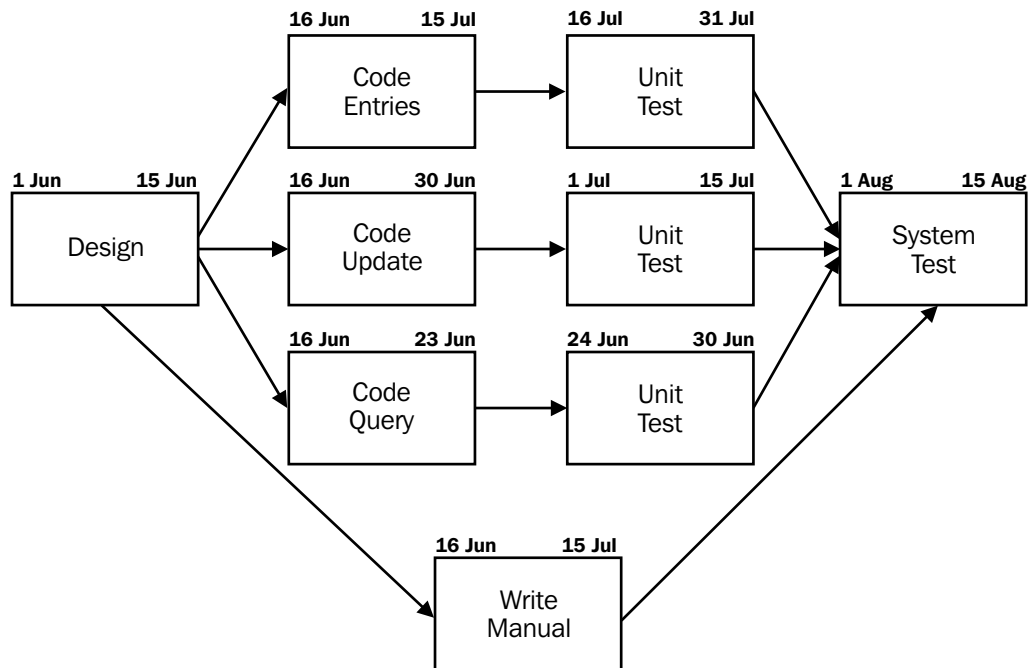 16 Jun 15 Jul
Code
Entries
16 Jul 31 Jul
Unit
Test
1 Jun 15 Jun
Design
16 Jun 30 Jun
Code
Update
1 Jul 15 Jul
Unit
Test
1 Aug 15 Aug
System
Test
16 Jun 23 Jun
Code
Query
24 Jun 30 Jun
Unit
Test
16 Jun 15 Jul
Write
Manual